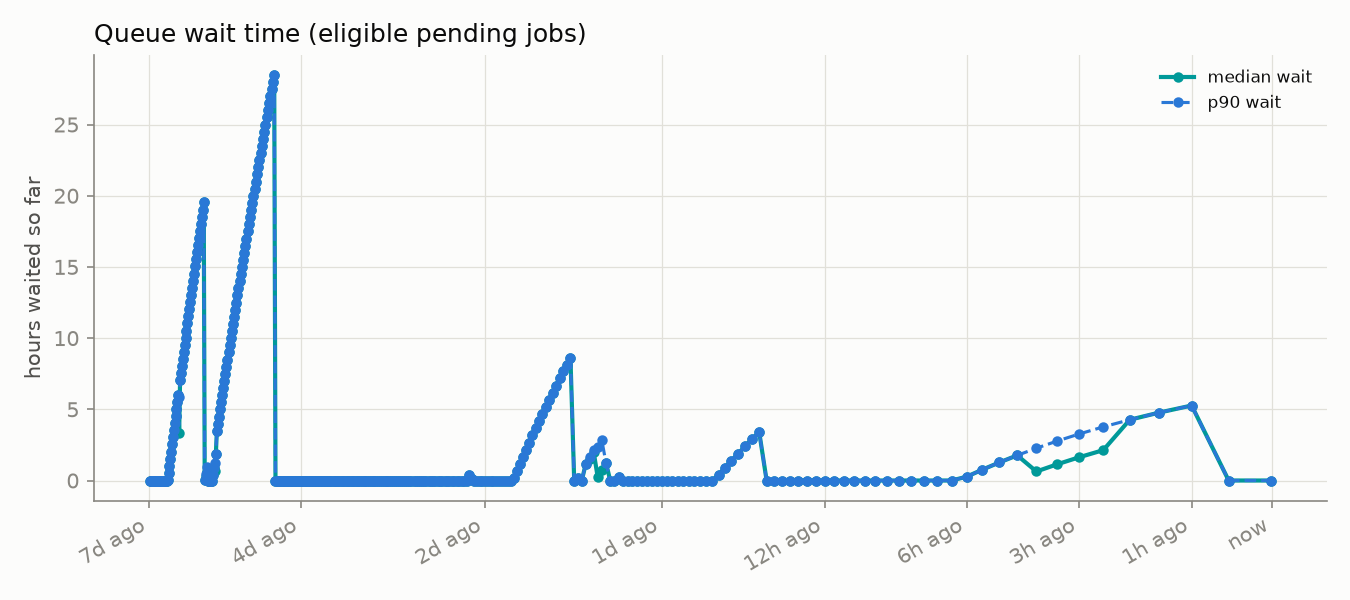 Queue wait time (eligible pending jobs)
median wait
p90 wait
hours waited so far
25
20
15
10
5
0
7d ago
4d ago
2d ago
1d ago
12h ago
6h ago
3h ago
1h ago
now